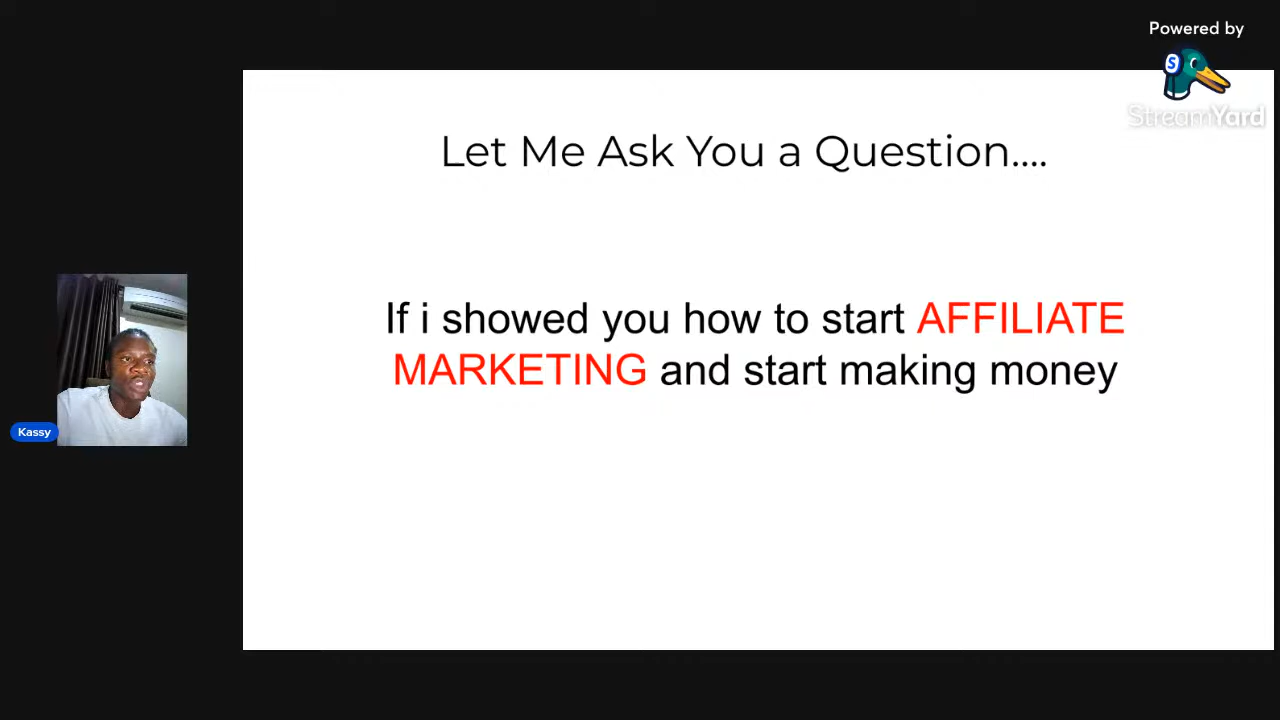 Powered by
S
StreamYard
Let Me Ask You a Question....
If i showed you how to start AFFILIATE
MARKETING and start making money
Kassy